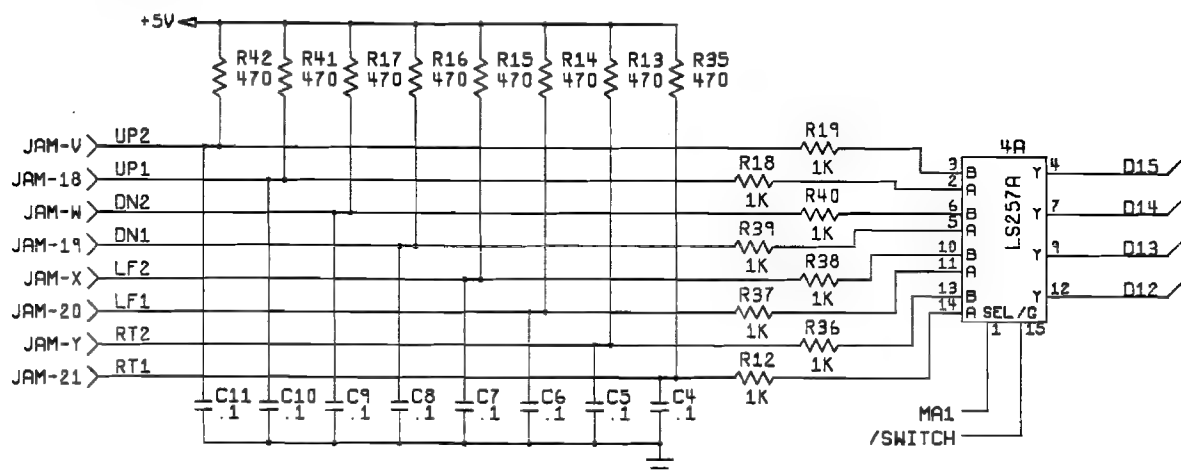 +5V
R42 R41 R17 R16 R15 R14 R13 R35
470 470 470 470 470 470 470 470
JAM-V UP2
JAM-18 UP1
JAM-W DN2
JAM-19 DN1
JAM-X LF2
JAM-20 LF1
JAM-Y RT2
JAM-21 RT1
R19
1K
R18
1K
R40
1K
R39
1K
R38
1K
R37
1K
R36
1K
R12
1K
C11 C10 C9 C8 C7 C6 C5 C4
.1 .1 .1 .1 .1 .1 .1 .1
4A
LS257A
3 B Y 4 D15
2 A
6 B Y 7 D14
5 A
10 B Y 9 D13
11 A
13 B Y 12 D12
14 A
SEL /G
1 15
MA1
/SWITCH